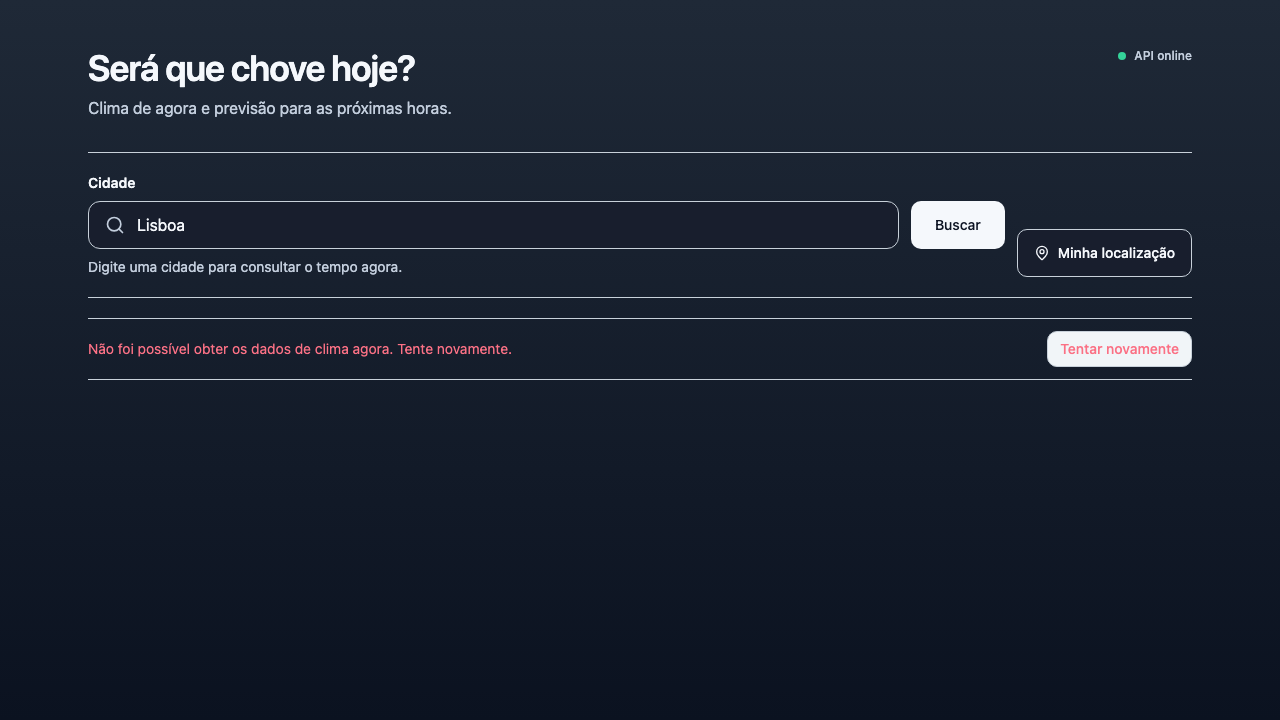 Será que chove hoje?
API online
Clima de agora e previsão para as próximas horas.
Cidade
Lisboa
Buscar
Minha localização
Digite uma cidade para consultar o tempo agora.
Não foi possível obter os dados de clima agora. Tente novamente.
Tentar novamente